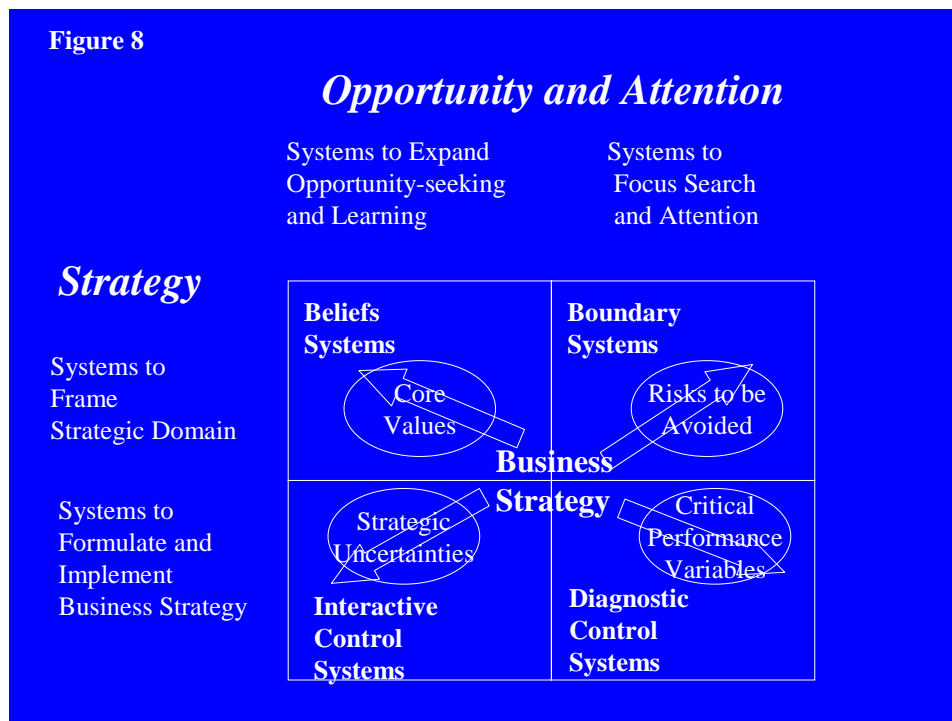 Figure 8
Opportunity and Attention
Systems to Expand
Opportunity-seeking
and Learning
Systems to
Focus Search
and Attention
Strategy
Systems to
Frame
Strategic Domain
Beliefs
Systems
Core
Values
Boundary
Systems
Risks to be
Avoided
Business
Strategy
Systems to
Formulate and
Implement
Business Strategy
Strategic
Uncertainties
Interactive
Control
Systems
Critical
Performance
Variables
Diagnostic
Control
Systems